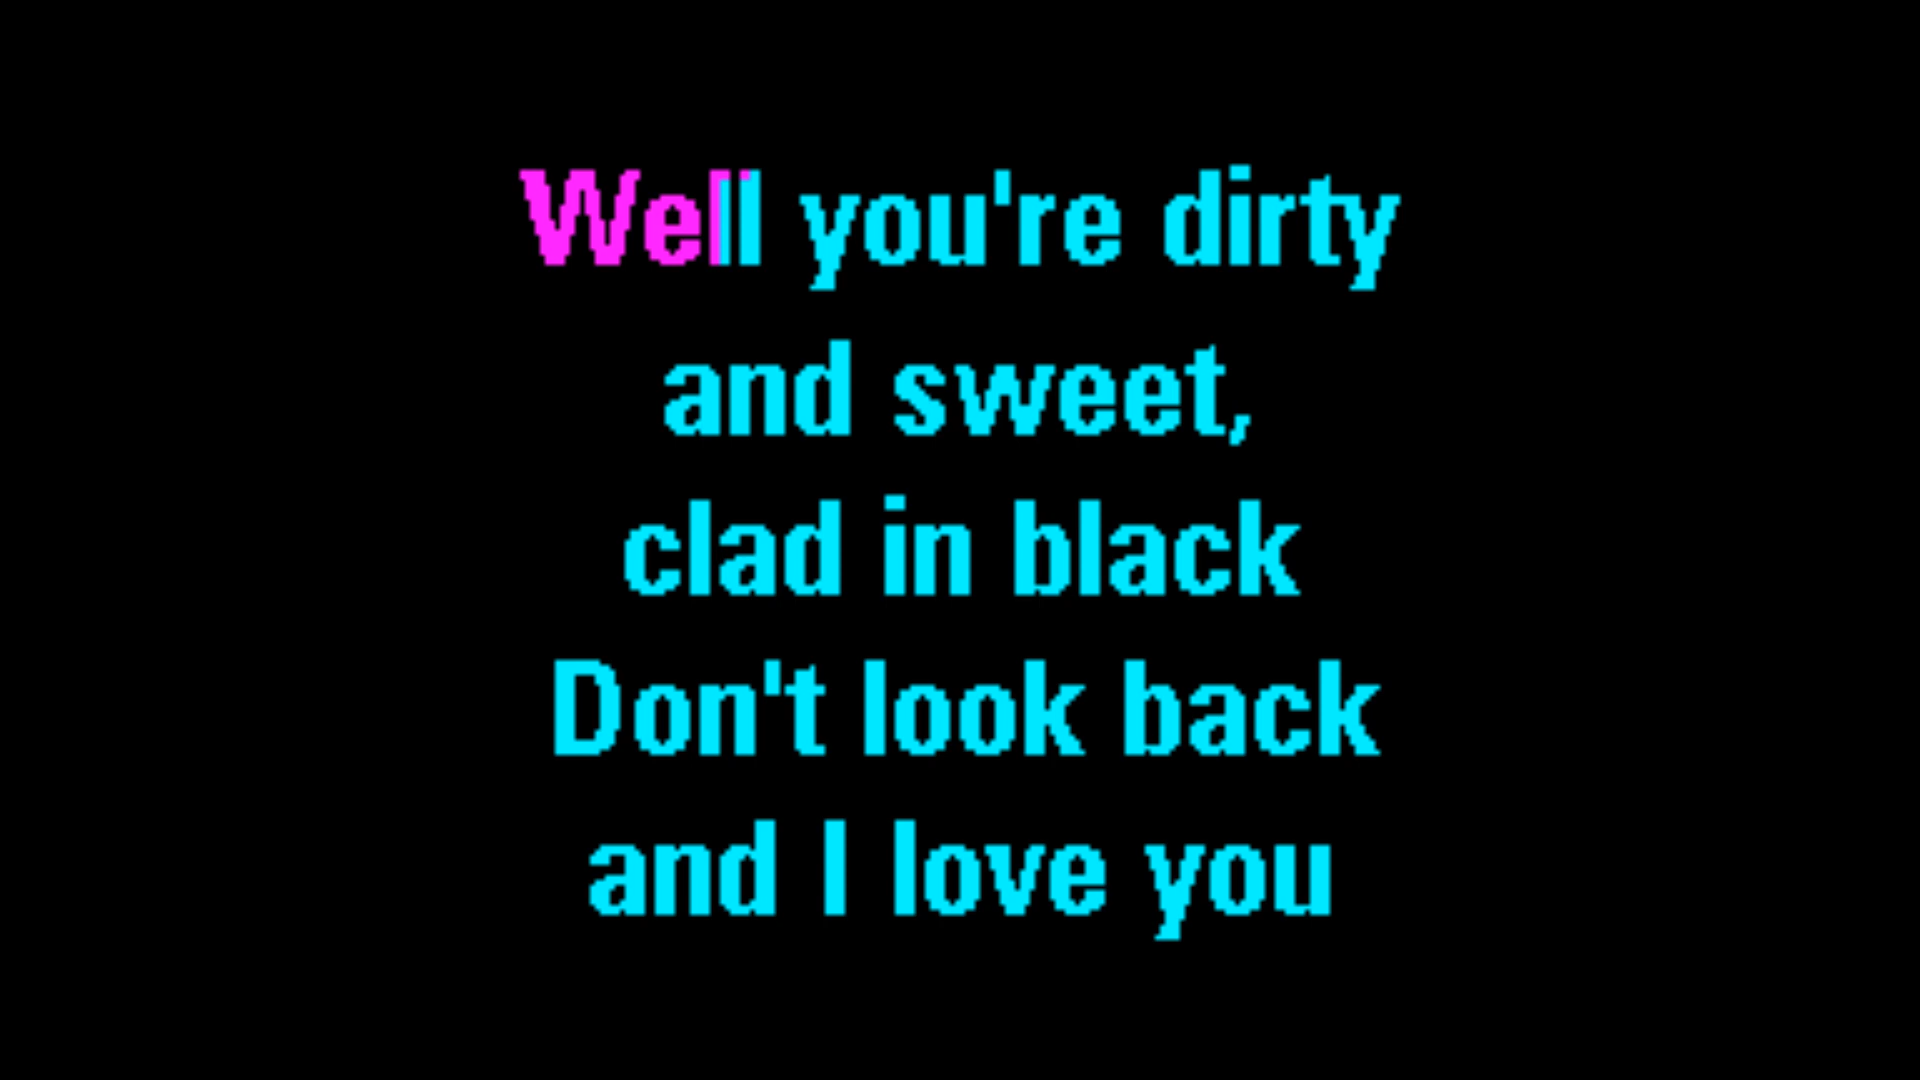 Well you're dirty
and sweet,
clad in black
Don't look back
and I love you